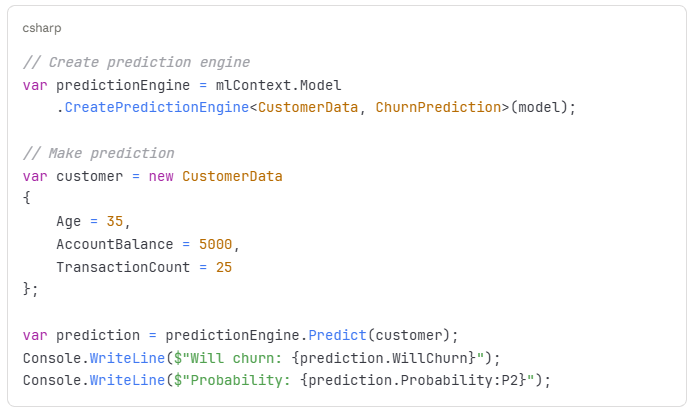 csharp
// Create prediction engine
var predictionEngine = mlContext.Model
    .CreatePredictionEngine<CustomerData, ChurnPrediction>(model);

// Make prediction
var customer = new CustomerData
{
    Age = 35,
    AccountBalance = 5000,
    TransactionCount = 25
};

var prediction = predictionEngine.Predict(customer);
Console.WriteLine($"Will churn: {prediction.WillChurn}");
Console.WriteLine($"Probability: {prediction.Probability:P2}");